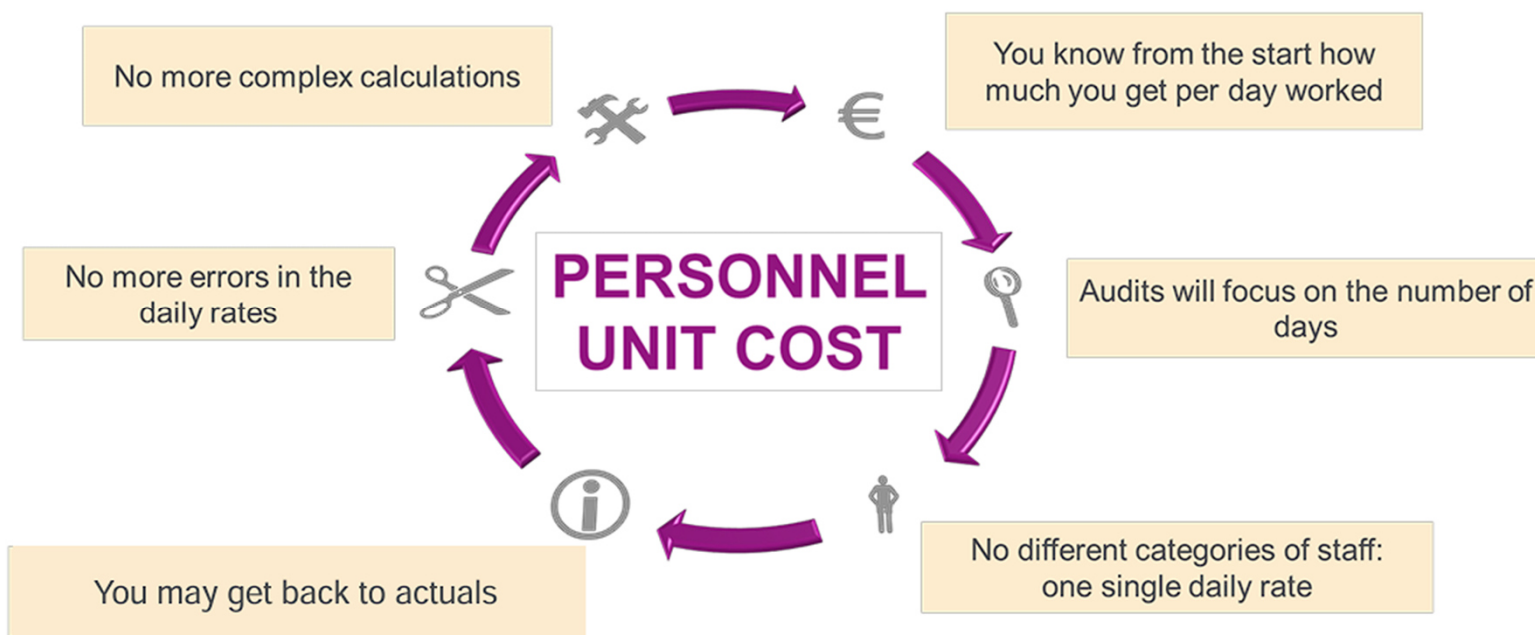 No more complex calculations
You know from the start how
much you get per day worked
No more errors in the
daily rates
PERSONNEL
UNIT COST
Audits will focus on the number of
days
You may get back to actuals
No different categories of staff:
one single daily rate